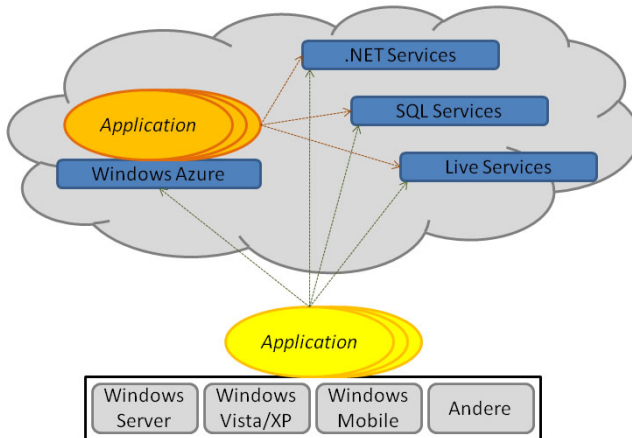 .NET Services
SQL Services
Application
Live Services
Windows Azure
Application
Windows
Server
Windows
Vista/XP
Windows
Mobile
Andere